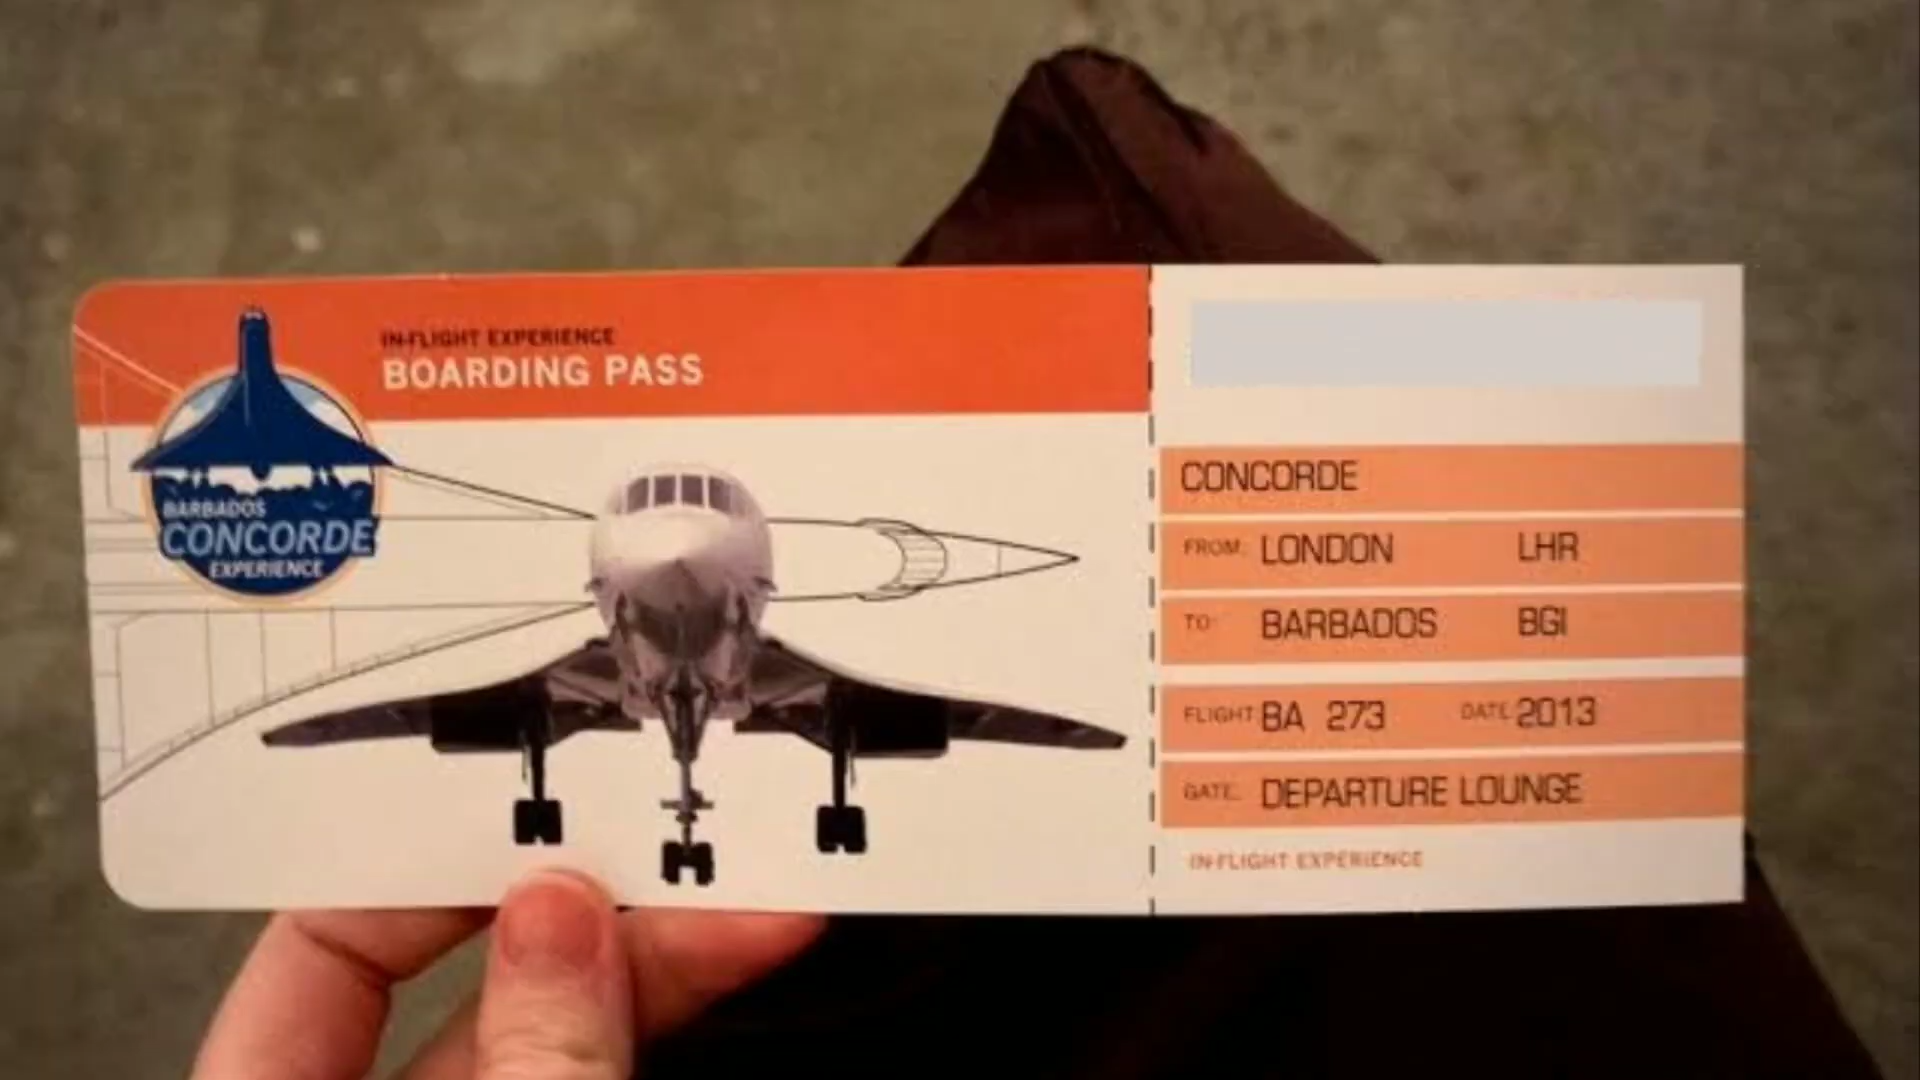 IN-FLIGHT EXPERIENCE
BOARDING PASS
BARBADOS
CONCORDE
EXPERIENCE
CONCORDE
FROM: LONDON LHR
TO: BARBADOS BGI
FLIGHT: BA 273 DATE: 2013
GATE: DEPARTURE LOUNGE
IN-FLIGHT EXPERIENCE